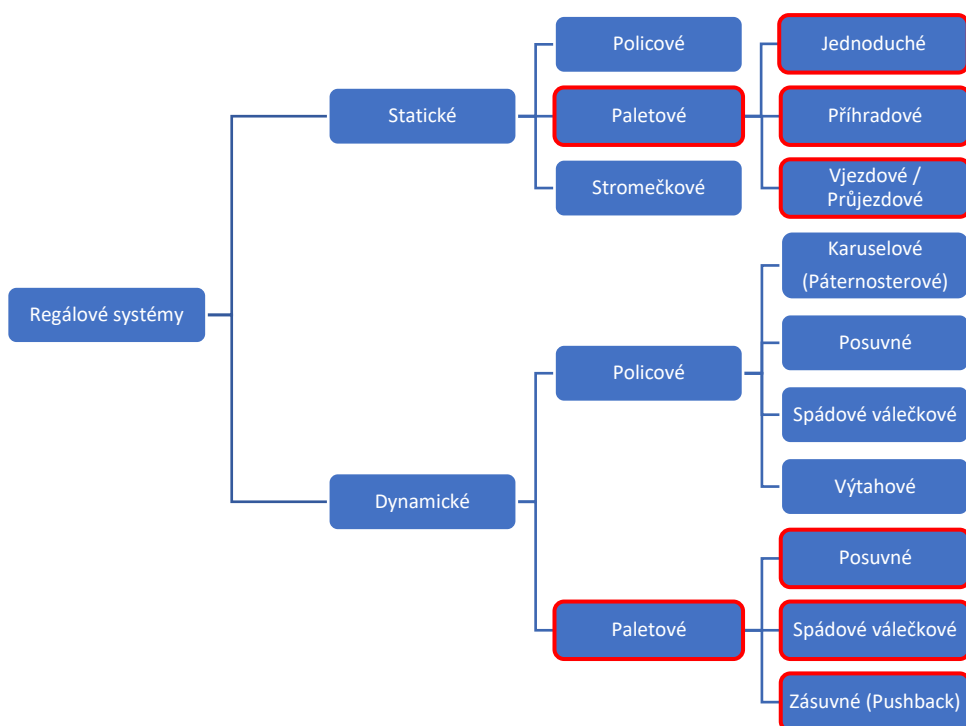 Regálové systémy
Statické
Policové
Paletové
Jednoduché
Příhradové
Vjezdové /
Průjezdové
Stromečkové
Dynamické
Policové
Karuselové
(Páternosterové)
Posuvné
Spádové válečkové
Výtahové
Paletové
Posuvné
Spádové válečkové
Zásuvné (Pushback)